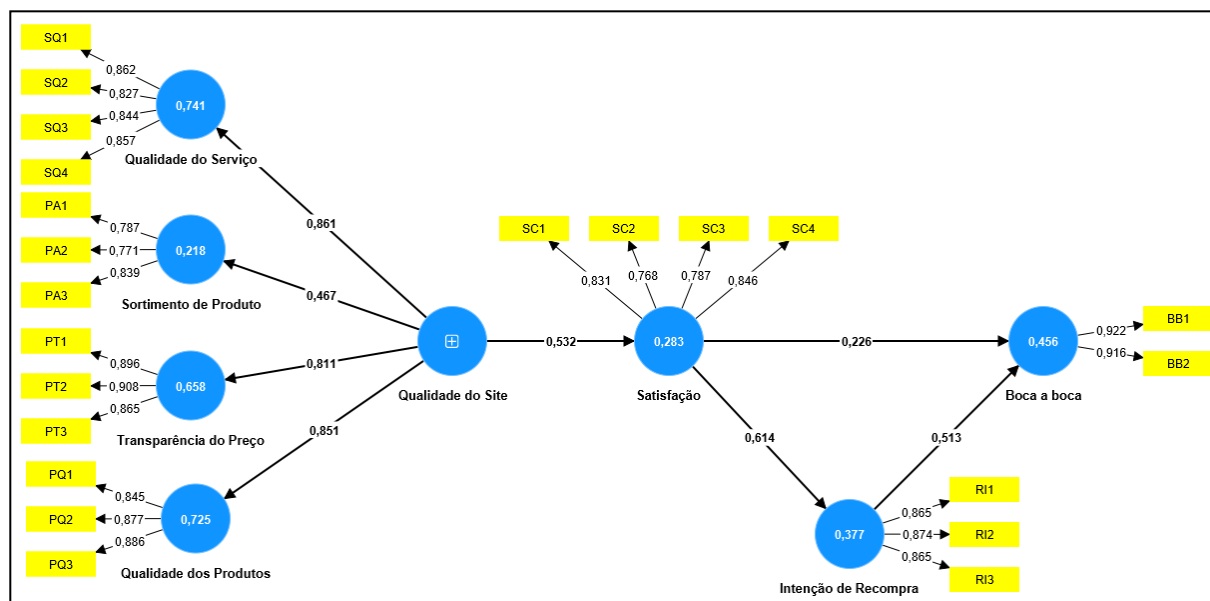 SQ1
SQ2
SQ3
SQ4
0,862
0,827
0,844
0,857
0,741
Qualidade do Serviço
PA1
PA2
PA3
0,787
0,771
0,839
0,218
Sortimento de Produto
PT1
PT2
PT3
0,896
0,908
0,865
0,658
Transparência do Preço
PQ1
PQ2
PQ3
0,845
0,877
0,886
0,725
Qualidade dos Produtos
0,861
0,467
0,811
0,851
Qualidade do Site
0,532
SC1
SC2
SC3
SC4
0,831
0,768
0,787
0,846
0,283
Satisfação
0,226
0,614
0,513
0,456
Boca a boca
0,922
0,916
BB1
BB2
0,377
Intenção de Recompra
0,865
0,874
0,865
RI1
RI2
RI3